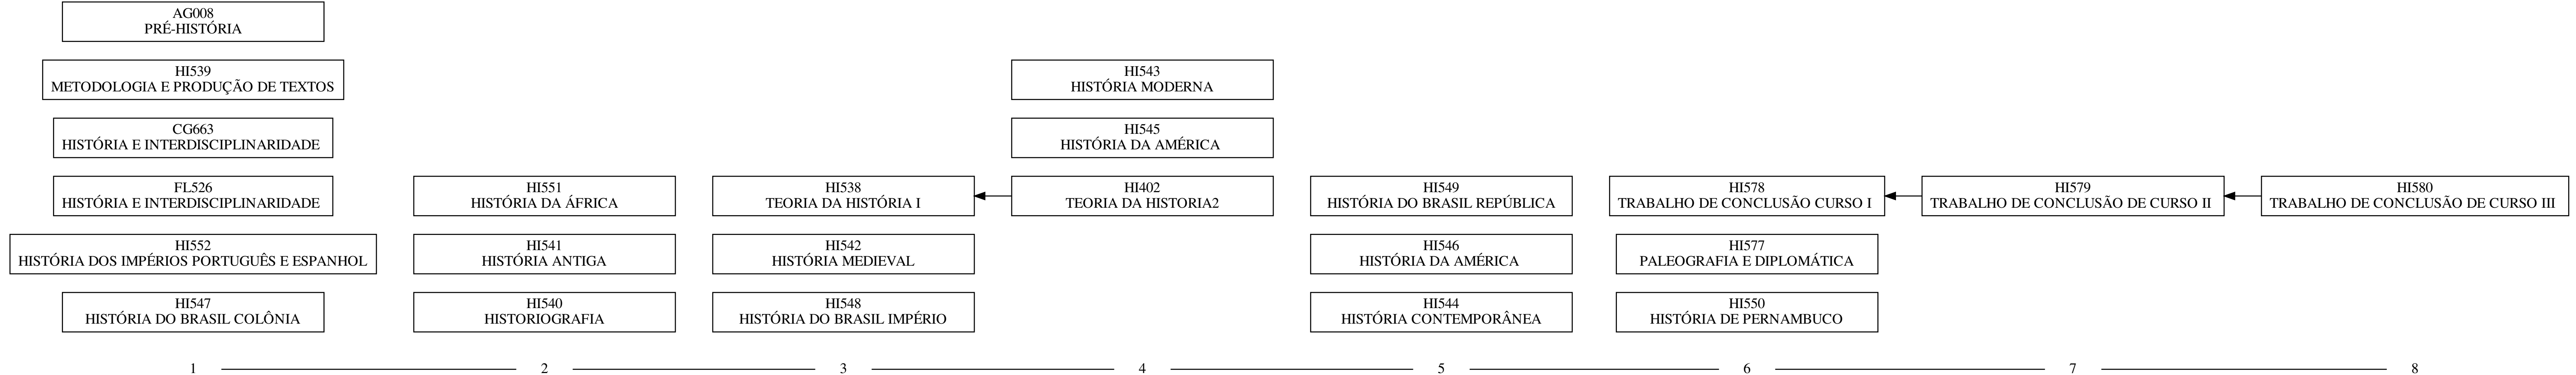 AG008
PRÉ-HISTÓRIA
HI539
METODOLOGIA E PRODUÇÃO DE TEXTOS
CG663
HISTÓRIA E INTERDISCIPLINARIDADE
FL526
HISTÓRIA E INTERDISCIPLINARIDADE
HI552
HISTÓRIA DOS IMPÉRIOS PORTUGUÊS E ESPANHOL
HI547
HISTÓRIA DO BRASIL COLÔNIA
HI551
HISTÓRIA DA ÁFRICA
HI541
HISTÓRIA ANTIGA
HI540
HISTORIOGRAFIA
HI538
TEORIA DA HISTÓRIA I
HI542
HISTÓRIA MEDIEVAL
HI548
HISTÓRIA DO BRASIL IMPÉRIO
HI543
HISTÓRIA MODERNA
HI545
HISTÓRIA DA AMÉRICA
HI402
TEORIA DA HISTORIA2
HI549
HISTÓRIA DO BRASIL REPÚBLICA
HI546
HISTÓRIA DA AMÉRICA
HI544
HISTÓRIA CONTEMPORÂNEA
HI578
TRABALHO DE CONCLUSÃO CURSO I
HI577
PALEOGRAFIA E DIPLOMÁTICA
HI550
HISTÓRIA DE PERNAMBUCO
HI579
TRABALHO DE CONCLUSÃO DE CURSO II
HI580
TRABALHO DE CONCLUSÃO DE CURSO III
1 2 3 4 5 6 7 8